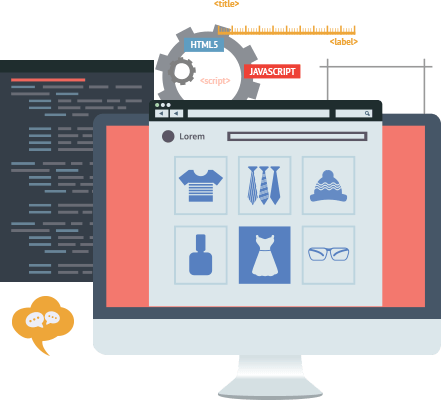 <title>
<label>
HTML5
JAVASCRIPT
<script>
Lorem